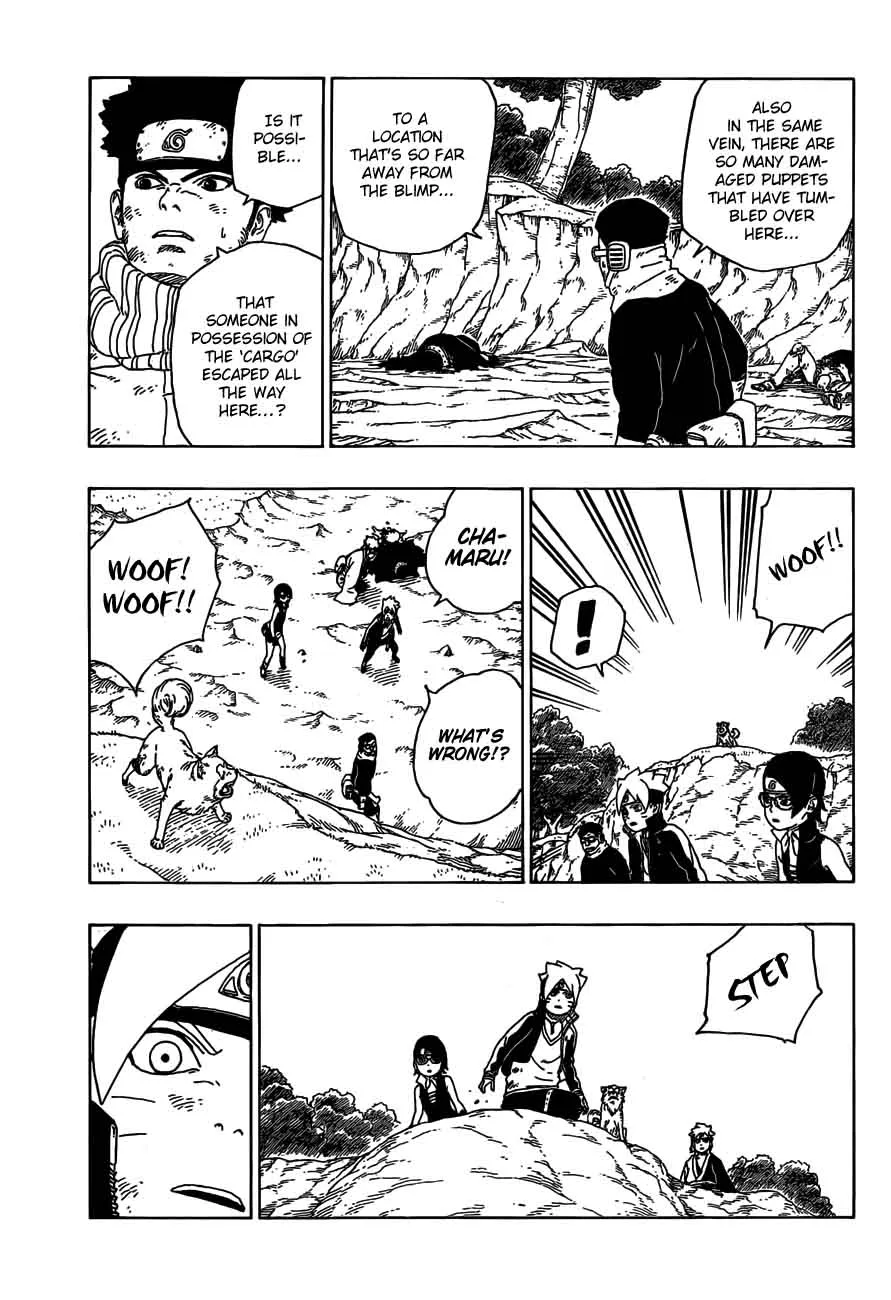 ALSO
IN THE SAME
VEIN, THERE ARE
SO MANY DAM-
AGED PUPPETS
THAT HAVE TUM-
BLED OVER
HERE...
TO A
LOCATION
THAT'S SO FAR
AWAY FROM
THE BLIMP...
IS IT
POSSI-
BLE...
THAT
SOMEONE IN
POSSESSION
OF THE 'CARGO'
ESCAPED ALL
THE WAY
HERE...?
WOOF!!
!
CHA-
MARU!
WHAT'S
WRONG!?
WOOF!
WOOF!!
STEP